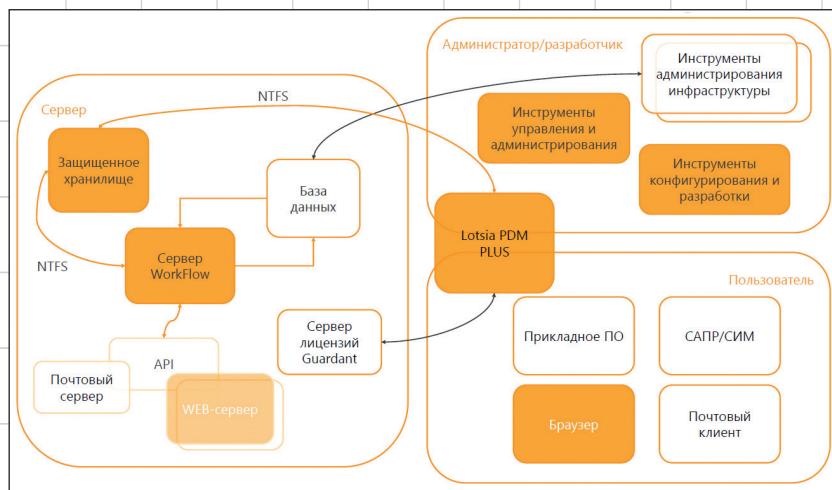 Администратор/разработчик
Инструменты
администрирования
инфраструктуры
NTFS
Сервер
Инструменты
управления и
администрирования
Защищенное
хранилище
База
данных
Инструменты
конфигурирования и
разработки
Lotsia PDM
PLUS
Сервер
WorkFlow
NTFS
Пользователь
Сервер
лицензий
Guardant
Прикладное ПО
САПР/СИМ
API
Почтовый
сервер
WEB-сервер
Браузер
Почтовый
клиент